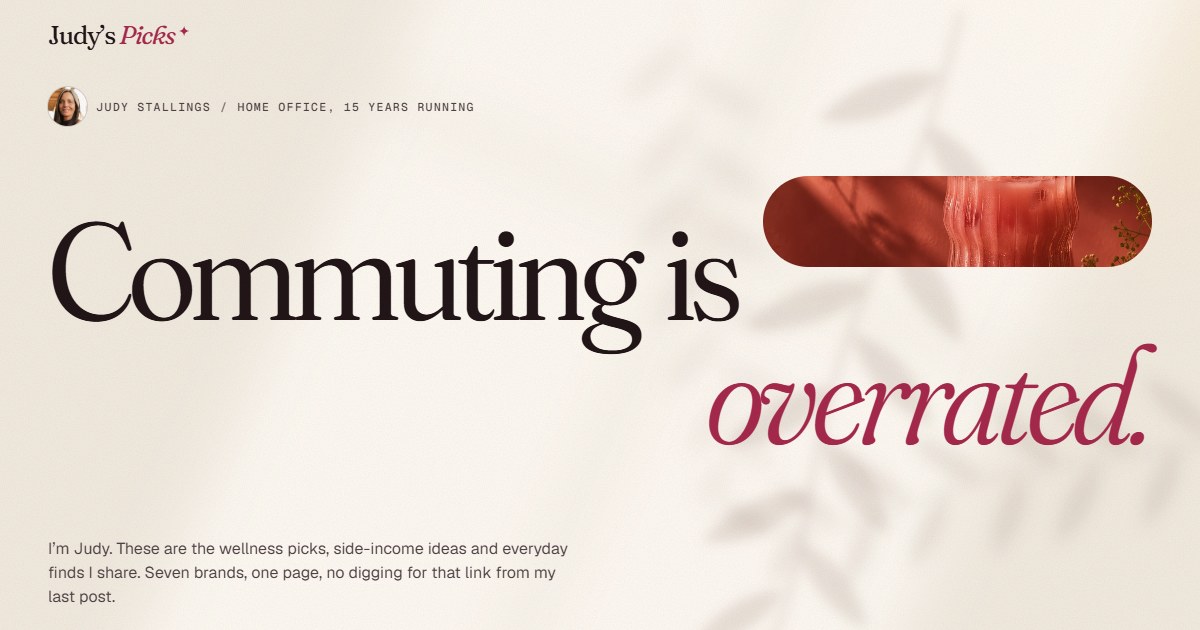 Judy’s Picks
JUDY STALLINGS / HOME OFFICE, 15 YEARS RUNNING
Commuting is
overrated.
I’m Judy. These are the wellness picks, side-income ideas and everyday
finds I share. Seven brands, one page, no digging for that link from my
last post.